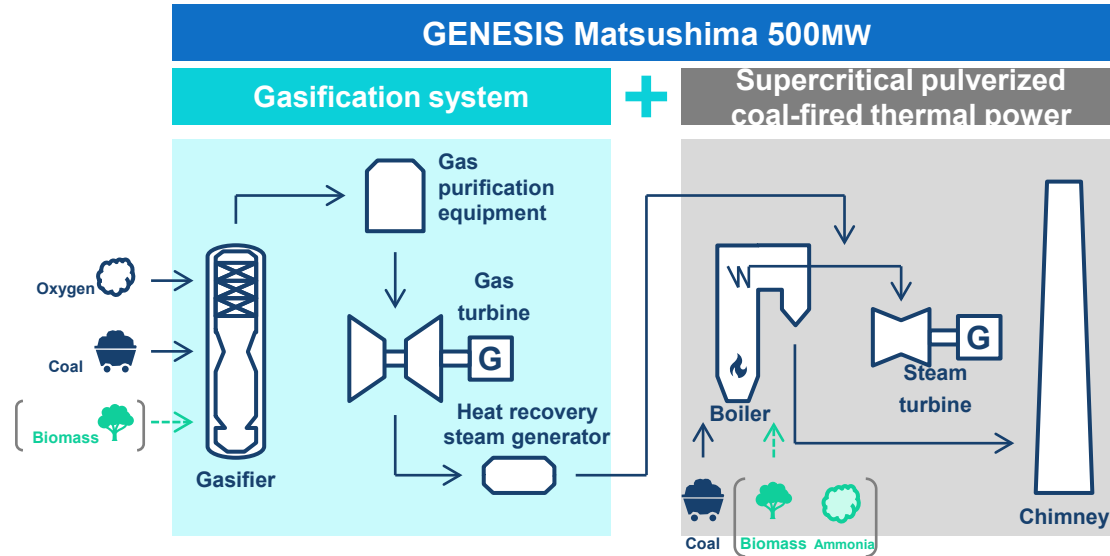 GENESIS Matsushima 500MW
Gasification system
Supercritical pulverized
coal-fired thermal power
Gas
purification
equipment
Oxygen
Gas
turbine
G
Coal
Biomass
Heat recovery
steam generator
Gasifier
G
Steam
turbine
Boiler
Coal
Biomass
Ammonia
Chimney